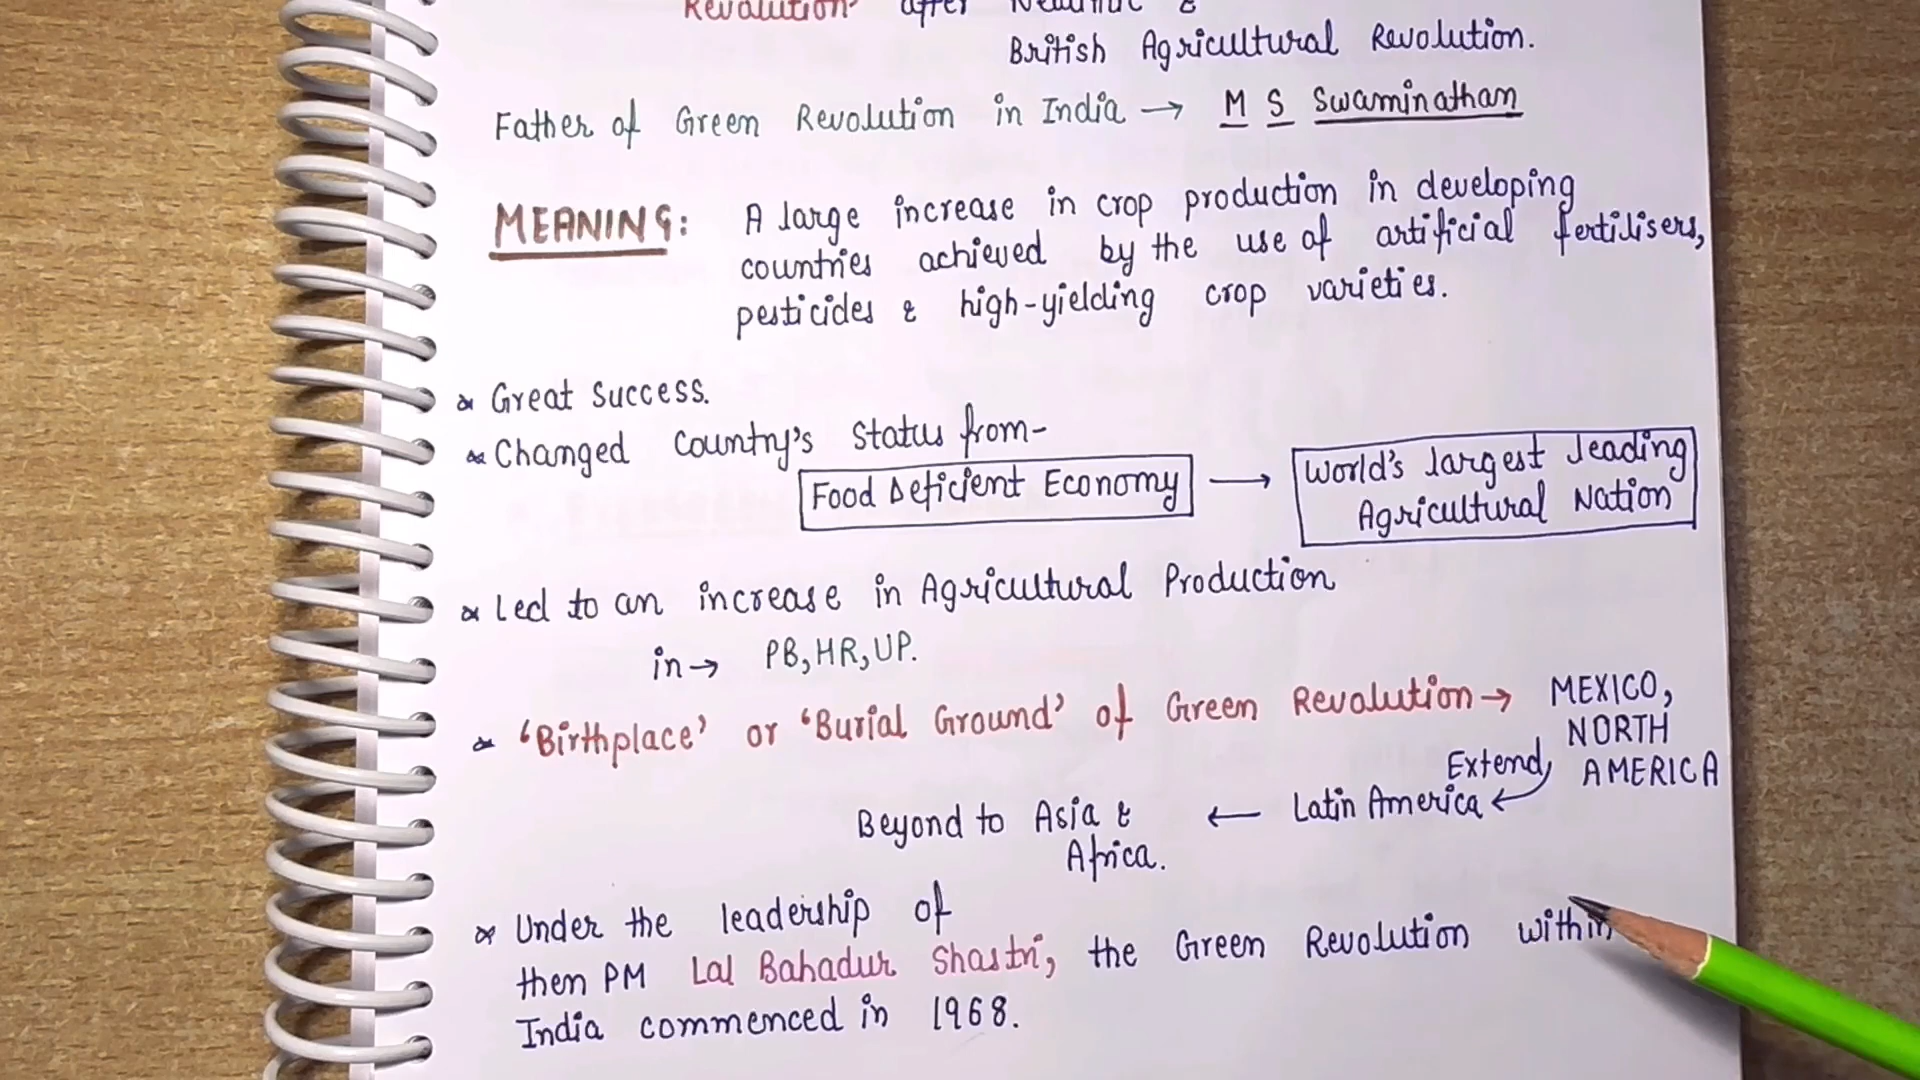 Revolution after Neolithic &
British Agricultural Revolution.
Father of Green Revolution in India → M S Swaminathan
MEANING: A large increase in crop production in developing
countries achieved by the use of artificial fertilisers,
pesticides & high-yielding crop varieties.
Great Success.
Changed Country's Status from-
Food Deficient Economy → World's largest leading
Agricultural Nation
Led to an increase in Agricultural Production
in → PB, HR, UP.
'Birthplace' or 'Burial Ground' of Green Revolution → MEXICO,
NORTH
AMERICA
Extend
Latin America
← Beyond to Asia &
Africa.
Under the leadership of
then PM Lal Bahadur Shastri, the Green Revolution within
India commenced in 1968.